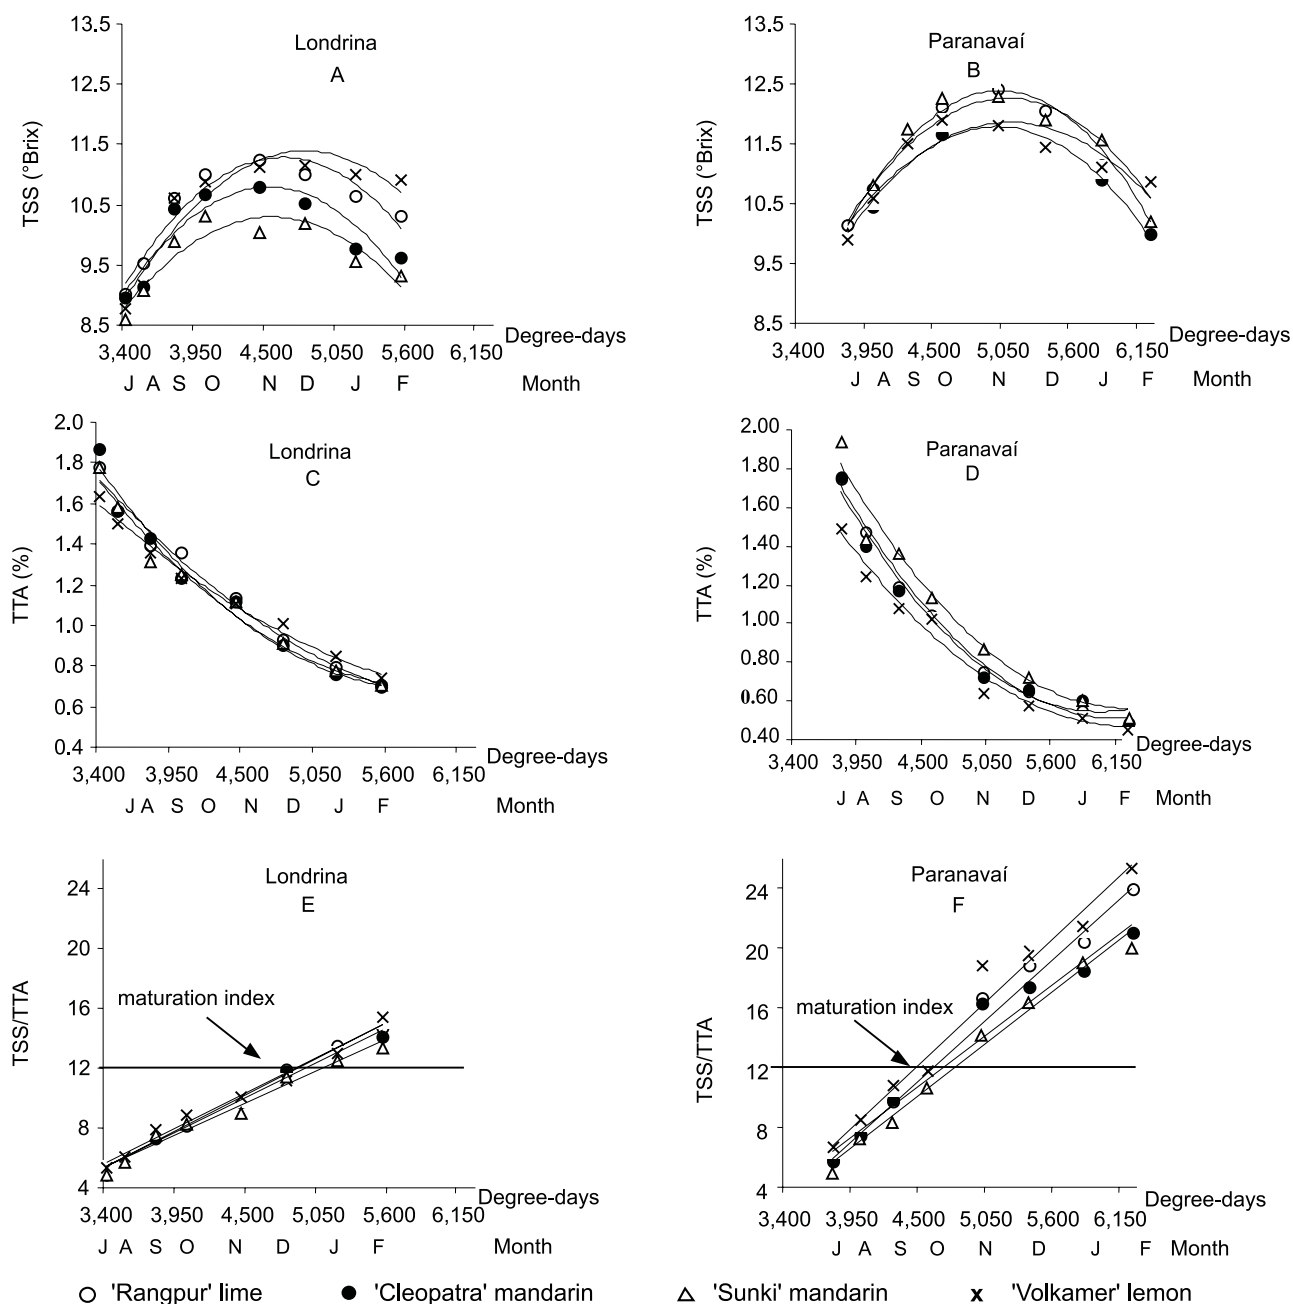 Londrina
A
TSS (°Brix)
13.5
12.5
11.5
10.5
9.5
8.5
3,400 3,950 4,500 5,050 5,600 6,150
Degree-days
J A S O N D J F Month
Paranavaí
B
TSS (°Brix)
13.5
12.5
11.5
10.5
9.5
8.5
3,400 3,950 4,500 5,050 5,600 6,150
Degree-days
J A S O N D J F Month
Londrina
C
TTA (%)
2.0
1.8
1.6
1.4
1.2
1.0
0.8
0.6
0.4
3,400 3,950 4,500 5,050 5,600 6,150
Degree-days
J A S O N D J F Month
Paranavaí
D
TTA (%)
2.00
1.80
1.60
1.40
1.20
1.00
0.80
0.60
0.40
3,400 3,950 4,500 5,050 5,600 6,150
Degree-days
J A S O N D J F Month
Londrina
E
TSS/TTA
24
20
16
12
8
4
maturation index
3,400 3,950 4,500 5,050 5,600 6,150
Degree-days
J A S O N D J F Month
Paranavaí
F
TSS/TTA
24
20
16
12
8
4
maturation index
3,400 3,950 4,500 5,050 5,600 6,150
Degree-days
J A S O N D J F Month
'Rangpur' lime 'Cleopatra' mandarin 'Sunki' mandarin x 'Volkamer' lemon